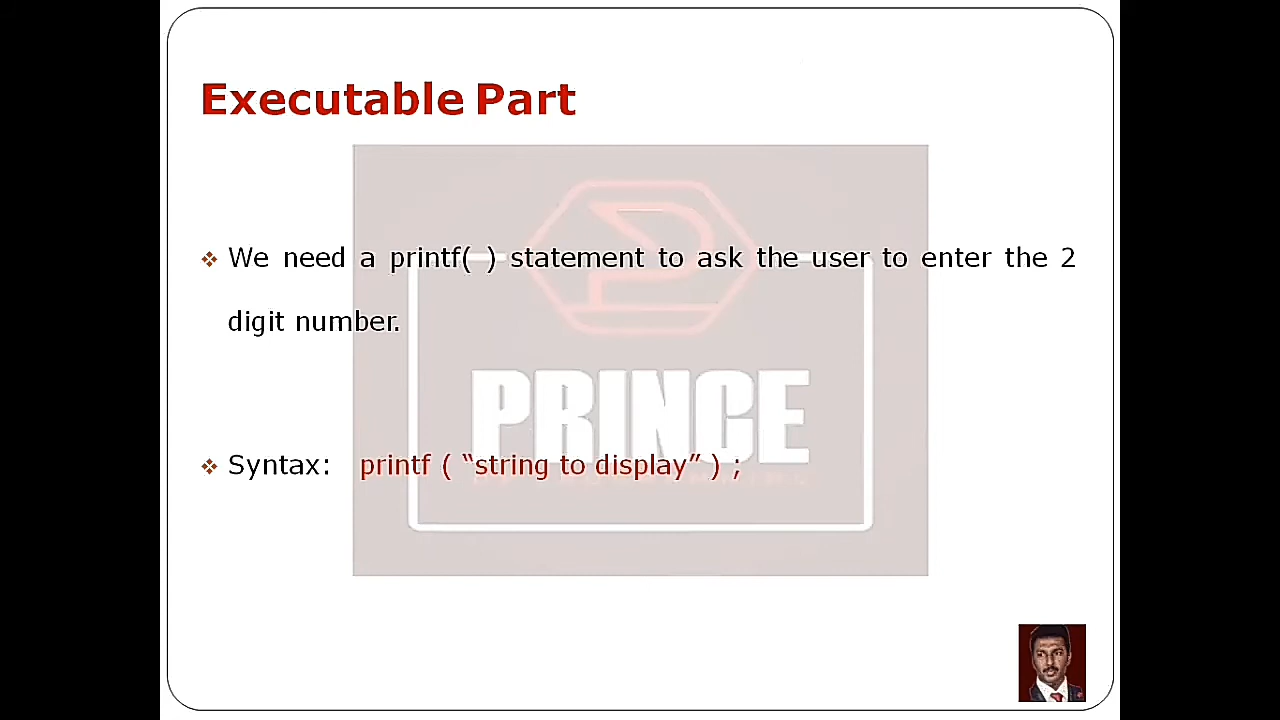 Executable Part
❖ We need a printf( ) statement to ask the user to enter the 2
digit number.
PRINCE
❖ Syntax: printf ( “string to display” ) ;